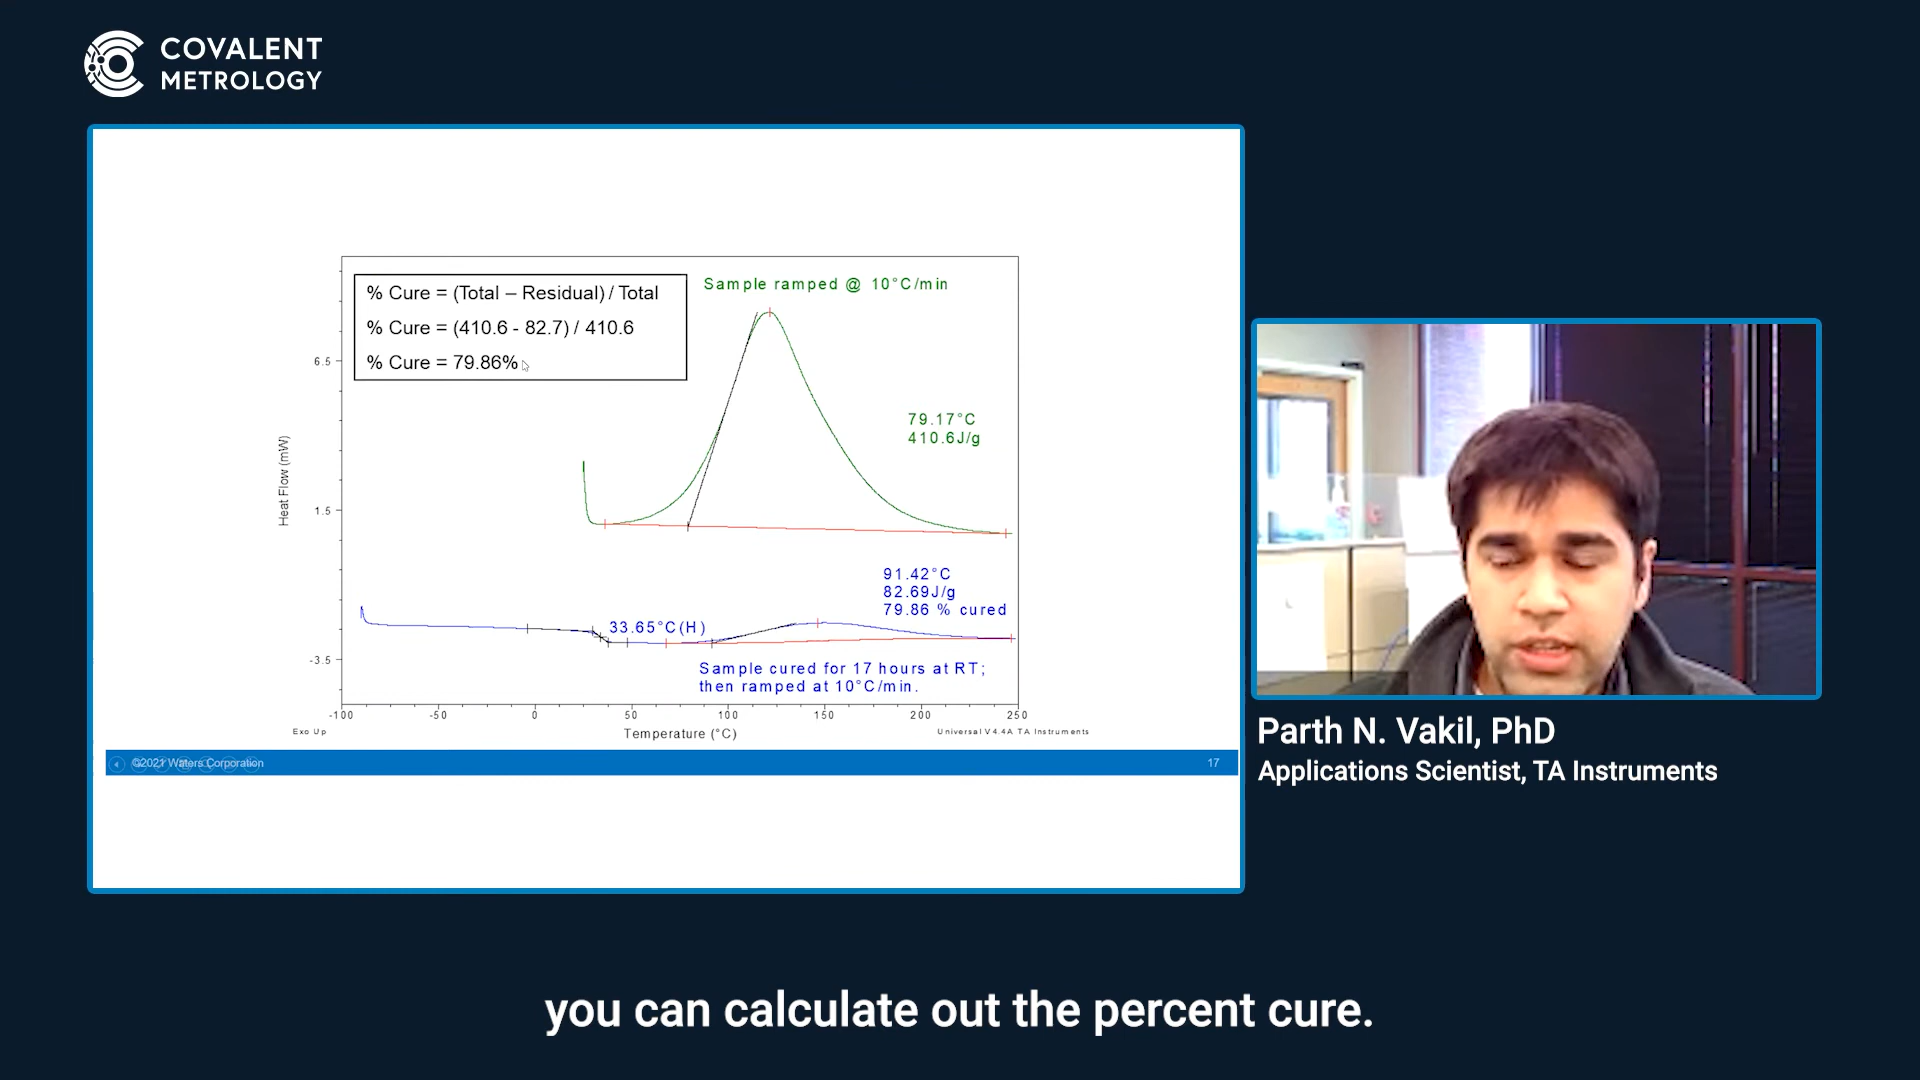 COVALENT
METROLOGY
% Cure = (Total – Residual) / Total
% Cure = (410.6 - 82.7) / 410.6
% Cure = 79.86%
Sample ramped @ 10°C/min
79.17°C
410.6J/g
6.5
1.5
-3.5
Heat Flow (mW)
91.42°C
82.69J/g
79.86 % cured
33.65°C(H)
Sample cured for 17 hours at RT;
then ramped at 10°C/min.
-100 -50 0 50 100 150 200 250
Exo Up
Temperature (°C)
Universal V4.4A TA Instruments
©2021 Waters Corporation
17
Parth N. Vakil, PhD
Applications Scientist, TA Instruments
you can calculate out the percent cure.